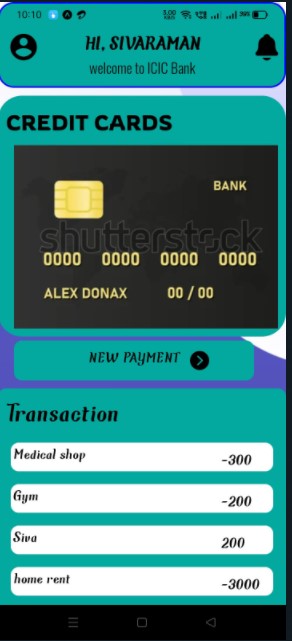 10:10
HI, SIVARAMAN
welcome to ICIC Bank
CREDIT CARDS
BANK
shutterstock
0000 0000 0000 0000
ALEX DONAX 00 / 00
NEW PAYMENT
Transaction
Medical shop -300
Gym -200
Siva 200
home rent -3000